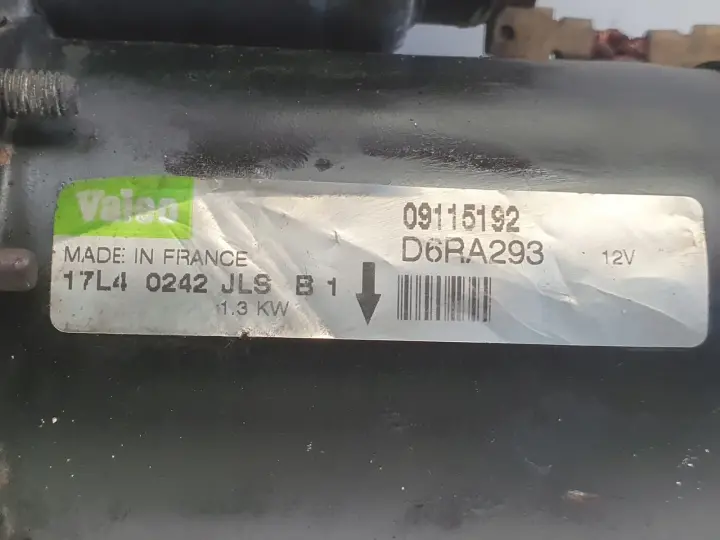 Valeo
09115192
MADE IN FRANCE
D6RA293
12V
17L4 0242 JLS B 1
1.3 KW